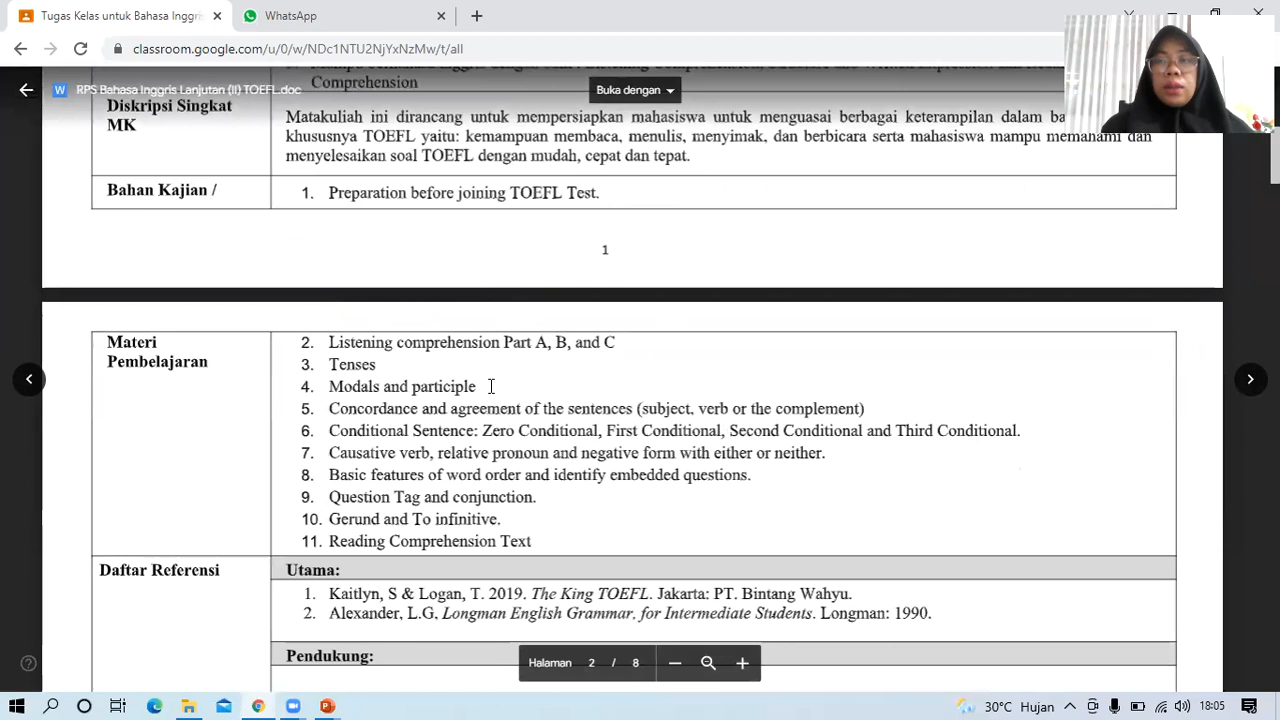 Tugas Kelas untuk Bahasa Inggris
WhatsApp
classroom.google.com/u/0/w/NDc1NTU2NjYxNzMw/t/all
Comprehension
RPS Bahasa Inggris Lanjutan (II) TOEFL.doc
Buka dengan
Diskripsi Singkat
MK
Matakuliah ini dirancang untuk mempersiapkan mahasiswa untuk menguasai berbagai keterampilan dalam
khususnya TOEFL yaitu: kemampuan membaca, menulis, menyimak, dan berbicara serta mahasiswa mampu memahami dan
menyelesaikan soal TOEFL dengan mudah, cepat dan tepat.
Bahan Kajian /
1. Preparation before joining TOEFL Test.
1
Materi
Pembelajaran
2. Listening comprehension Part A, B, and C
3. Tenses
4. Modals and participle
5. Concordance and agreement of the sentences (subject, verb or the complement)
6. Conditional Sentence: Zero Conditional, First Conditional, Second Conditional and Third Conditional.
7. Causative verb, relative pronoun and negative form with either or neither.
8. Basic features of word order and identify embedded questions.
9. Question Tag and conjunction.
10. Gerund and To infinitive.
11. Reading Comprehension Text
Daftar Referensi
Utama:
1. Kaitlyn, S & Logan, T. 2019. The King TOEFL. Jakarta: PT. Bintang Wahyu.
2. Alexander, L.G, Longman English Grammar. for Intermediate Students. Longman: 1990.
Pendukung:
Halaman 2 / 8
30°C Hujan
18:05